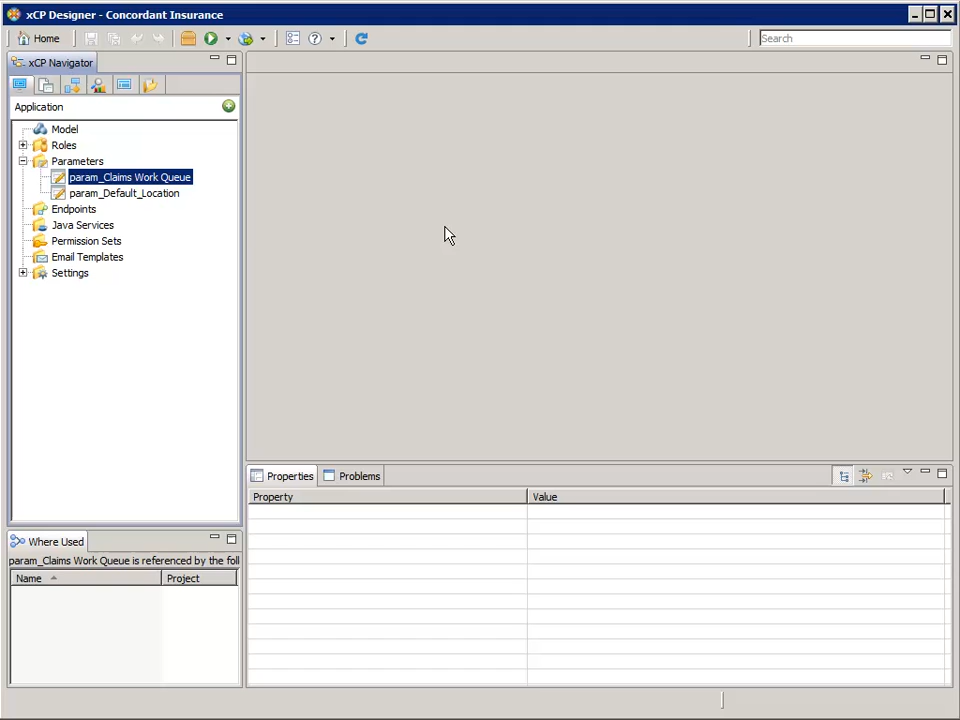 xCP Designer - Concordant Insurance
Home
Search
xCP Navigator
Application
Model
Roles
Parameters
param_Claims Work Queue
param_Default_Location
Endpoints
Java Services
Permission Sets
Email Templates
Settings
Properties
Problems
Property Value
Where Used
param_Claims Work Queue is referenced by the foll
Name Project